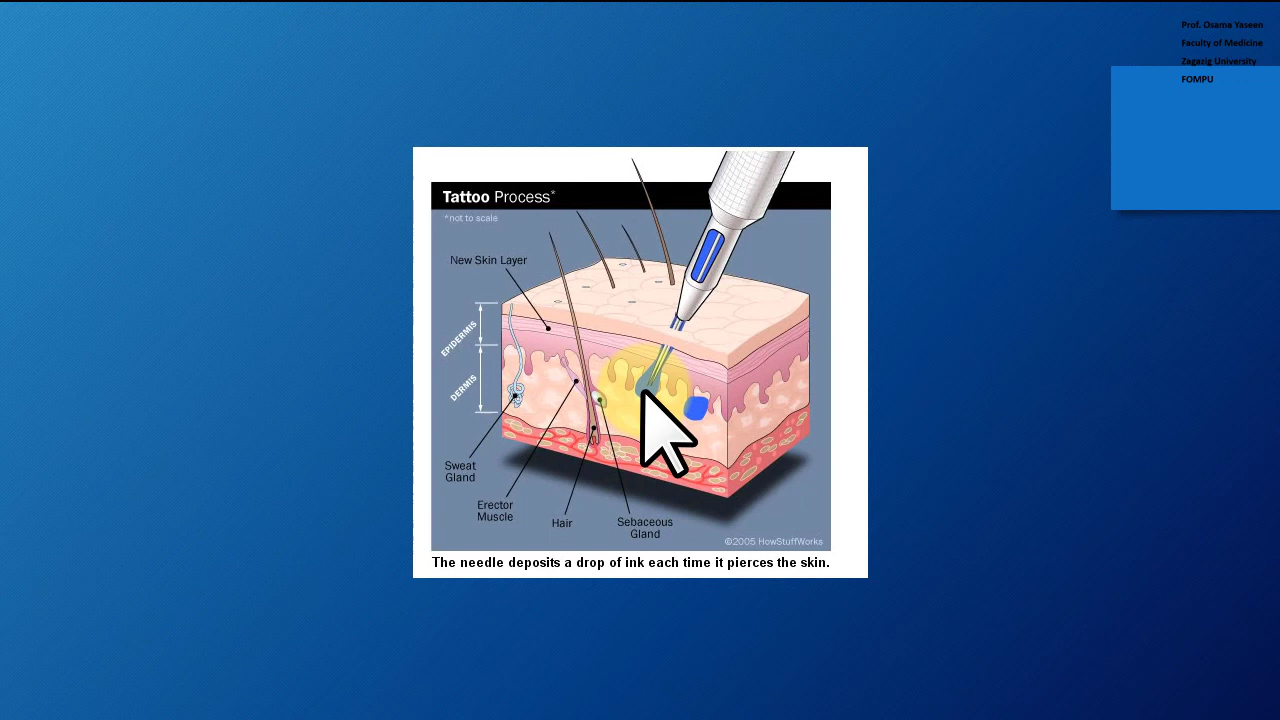 Prof. Osama Yaseen
Faculty of Medicine
Zagazig University
FOMPU
Tattoo Process*
*not to scale
New Skin Layer
EPIDERMIS
DERMIS
Sweat
Gland
Erector
Muscle
Hair
Sebaceous
Gland
©2005 HowStuffWorks
The needle deposits a drop of ink each time it pierces the skin.